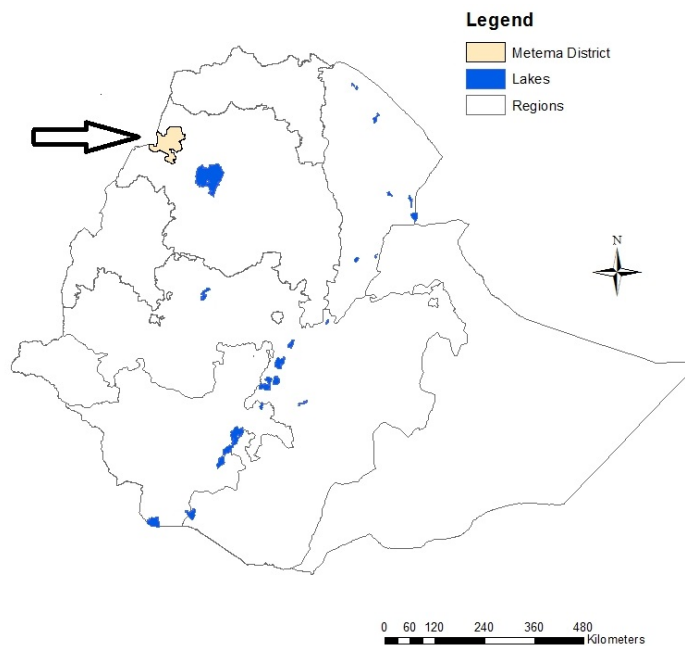 Legend
Metema District
Lakes
Regions
N
0 60 120 240 360 480
Kilometers